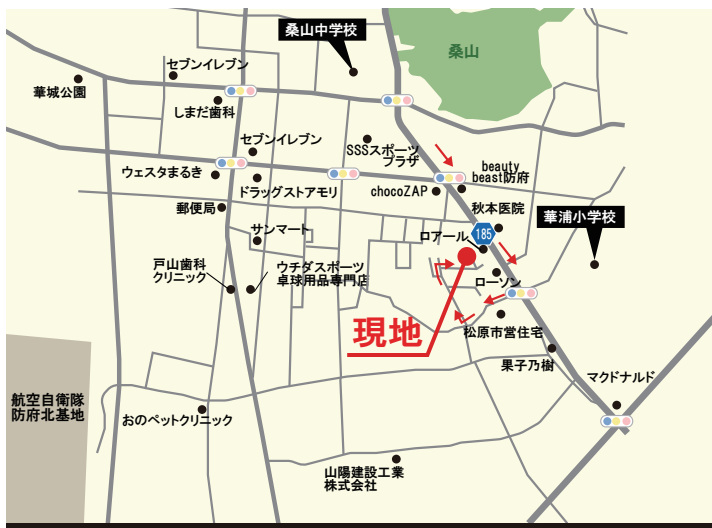 桑山中学校
桑山
セブンイレブン
華城公園
しまだ歯科
セブンイレブン
SSSスポーツ
プラザ
ウェスタまるき
ドラッグストアモリ
chocoZAP
beauty
beast防府
郵便局
秋本医院
華浦小学校
サンマート
ロアール
185
戸山歯科
クリニック
ウチダスポーツ
卓球用品専門店
ローソン
現地
松原市営住宅
果子乃樹
マクドナルド
航空自衛隊
防府北基地
おのペットクリニック
山陽建設工業
株式会社